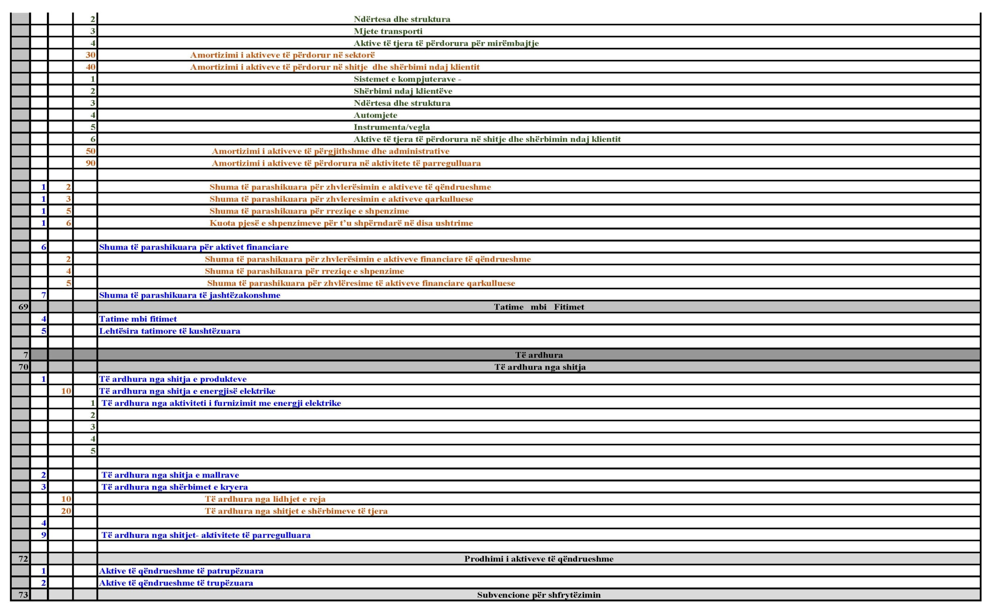 2 Ndërtesa dhe struktura
3 Mjete transporti
4 Aktive të tjera të përdorura për mirëmbajtje
30 Amortizimi i aktiveve të përdorur në sektorë
40 Amortizimi i aktiveve të përdorur në shitje dhe shërbimi ndaj klientit
1 Sistemet e kompjuterave -
2 Shërbimi ndaj klientëve
3 Ndërtesa dhe struktura
4 Automjete
5 Instrumenta/vegla
6 Aktive të tjera të përdorura në shitje dhe shërbimin ndaj klientit
50 Amortizimi i aktiveve të përgjithshme dhe administrative
90 Amortizimi i aktiveve të përdorura në aktivitete të parregulluara
1 2 Shuma të parashikuara për zhvlerësimin e aktiveve të qëndrueshme
1 3 Shuma të parashikuara për zhvleresimin e aktiveve qarkulluese
1 5 Shuma të parashikuara për rreziqe e shpenzime
1 6 Kuota pjesë e shpenzimeve për t'u shpërndarë në disa ushtrime
6 Shuma të parashikuara për aktivet financiare
2 Shuma të parashikuara për zhvlerësimin e aktiveve financiare të qëndrueshme
4 Shuma të parashikuara për rreziqe e shpenzime
5 Shuma të parashikuara për zhvlëresime të aktiveve financiare qarkulluese
7 Shuma të parashikuara të jashtëzakonshme
69 Tatime mbi Fitimet
4 Tatime mbi fitimet
5 Lehtësira tatimore të kushtëzuara
7 Të ardhura
70 Të ardhura nga shitja
1 Të ardhura nga shitja e produkteve
10 Të ardhura nga shitja e energjisë elektrike
1 Të ardhura nga aktiviteti i furnizimit me energji elektrike
2
3
4
5
2 Të ardhura nga shitja e mallrave
3 Të ardhura nga shërbimet e kryera
10 Të ardhura nga lidhjet e reja
20 Të ardhura nga shitjet e shërbimeve të tjera
4
9 Të ardhura nga shitjet- aktivitete të parregulluara
72 Prodhimi i aktiveve të qëndrueshme
1 Aktive të qëndrueshme të patrupëzuara
2 Aktive të qëndrueshme të trupëzuara
73 Subvencione për shfrytëzimin